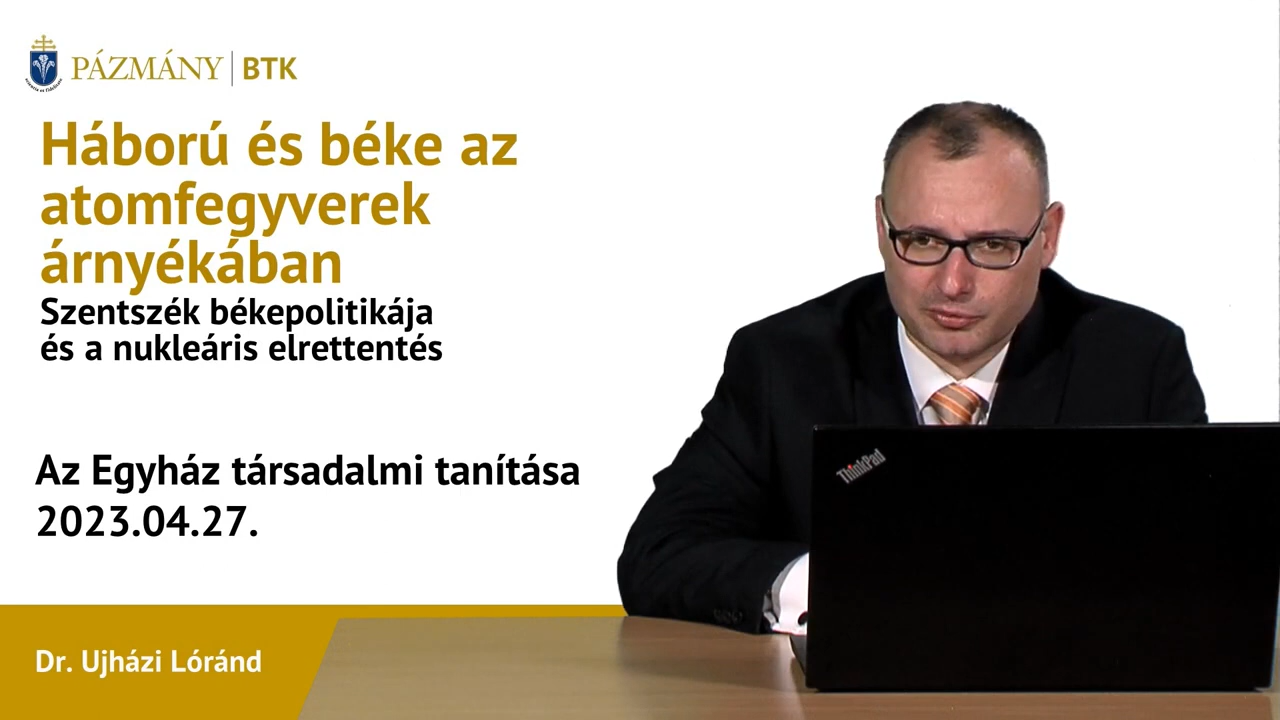 PÁZMÁNY | BTK
Háború és béke az
atomfegyverek
árnyékában
Szentszék békepolitikája
és a nukleáris elrettentés
Az Egyház társadalmi tanítása
2023.04.27.
ThinkPad
Dr. Ujházi Lóránd